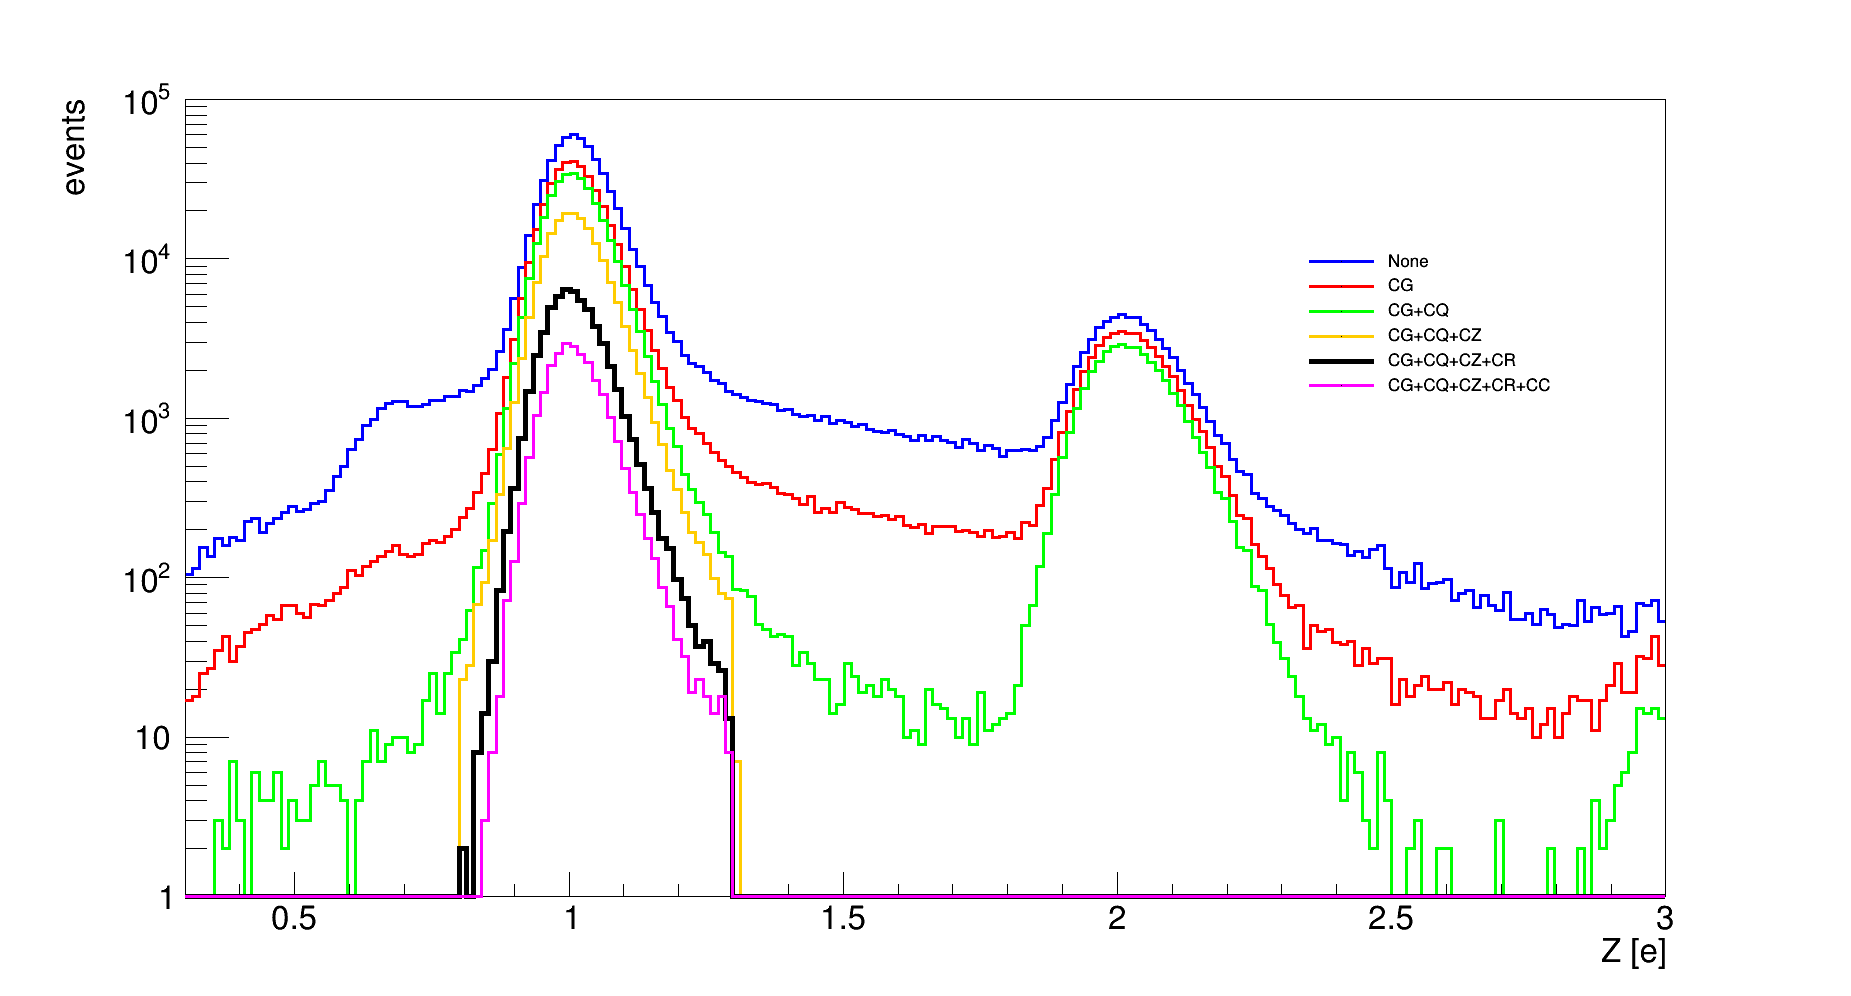 events
10^5
10^4
10^3
10^2
10
1
0.5 1 1.5 2 2.5 3
Z [e]
None
CG
CG+CQ
CG+CQ+CZ
CG+CQ+CZ+CR
CG+CQ+CZ+CR+CC